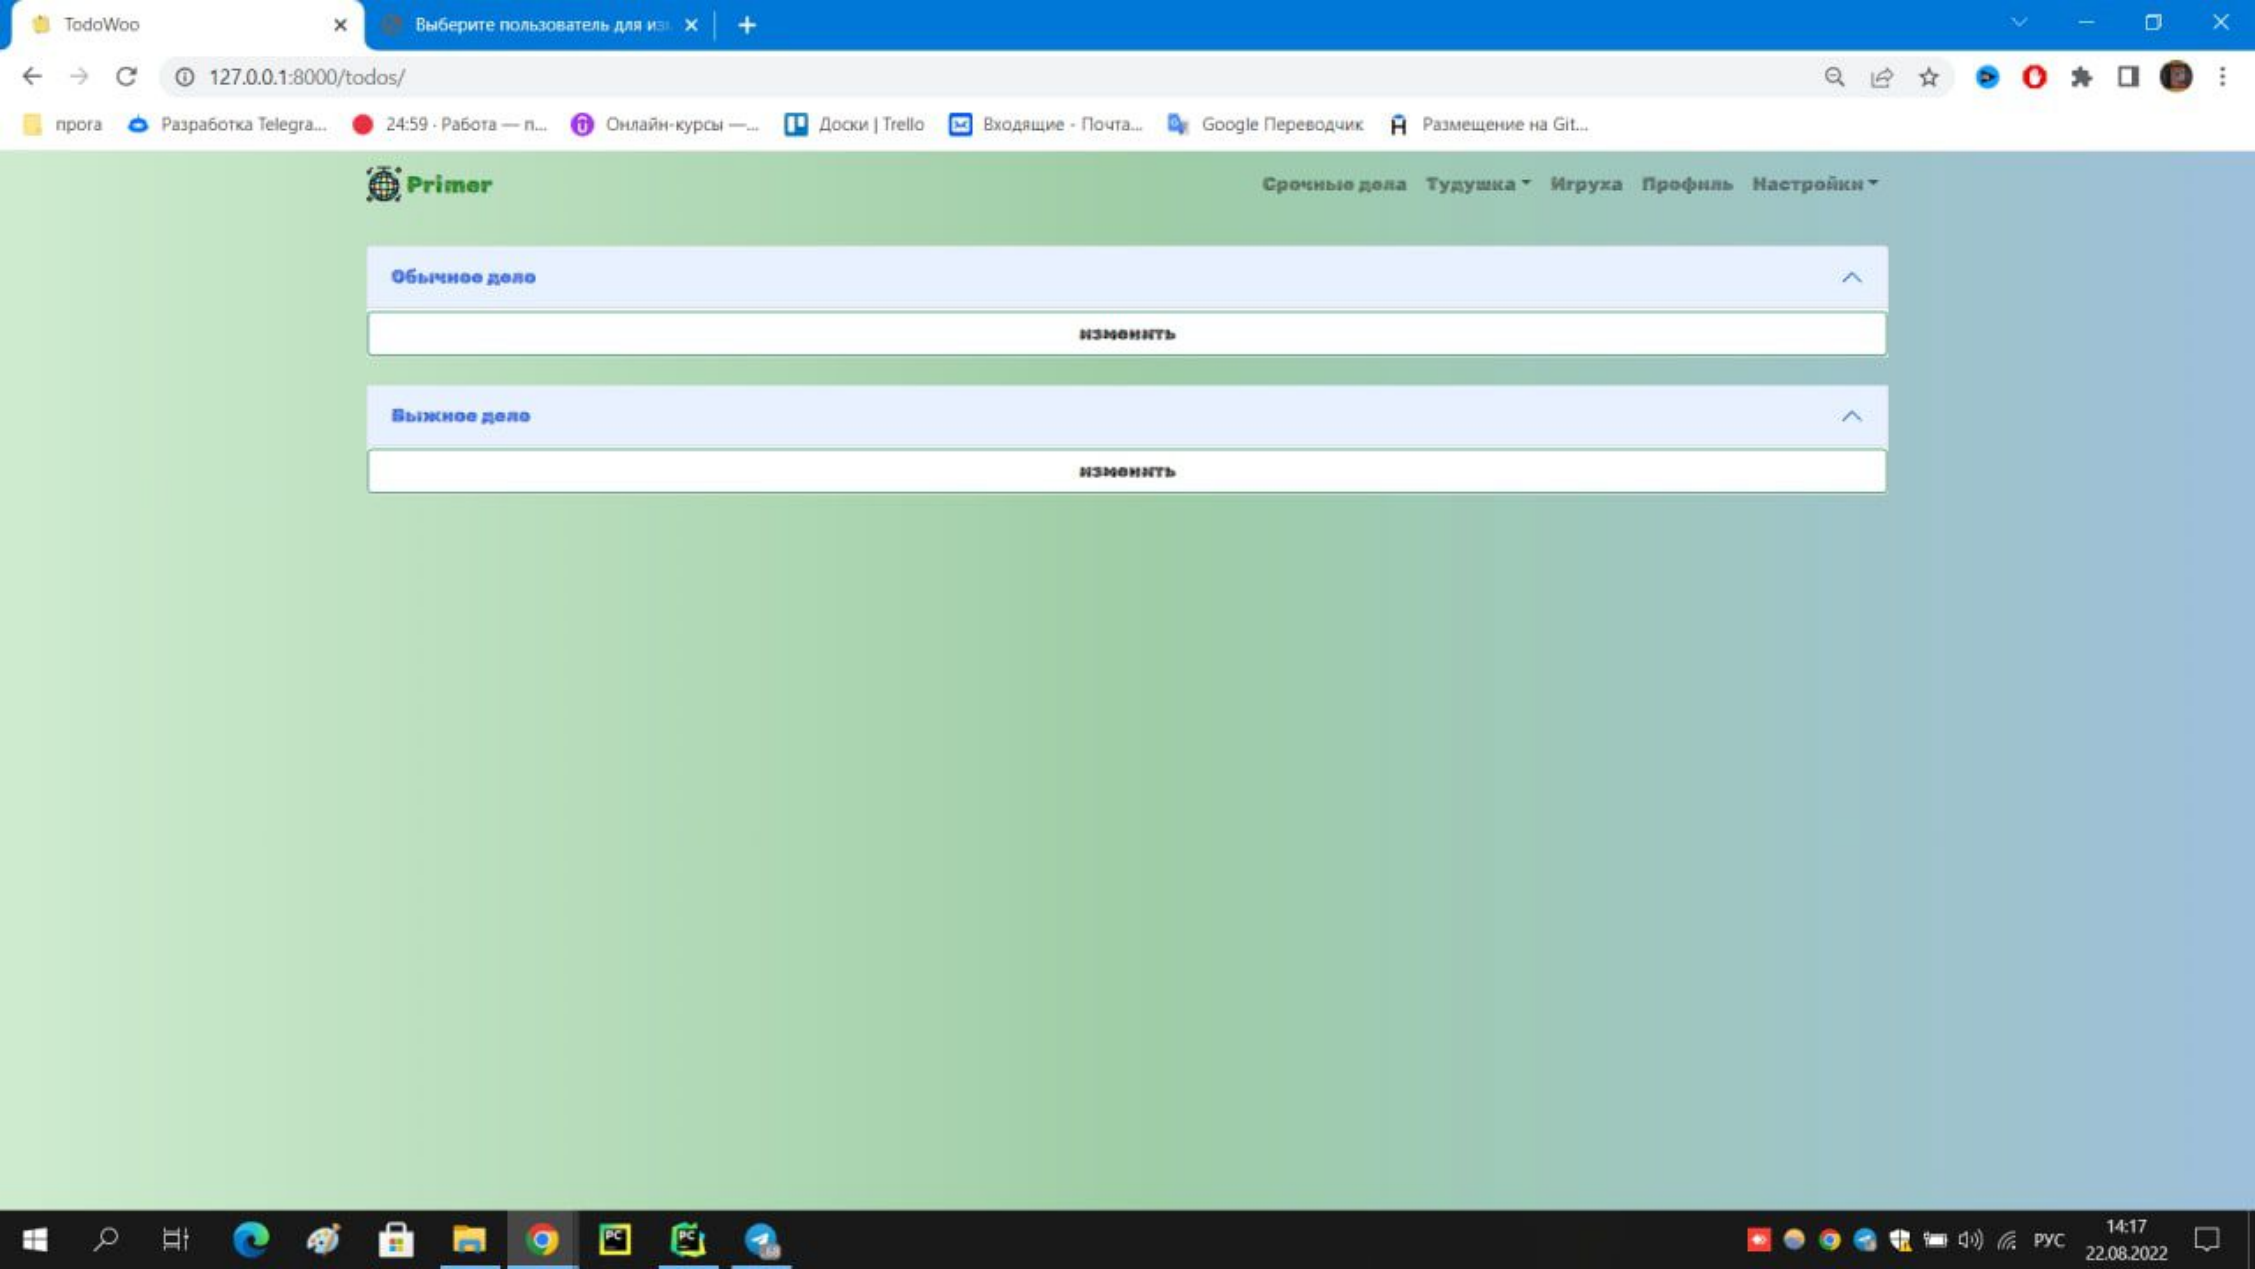 TodoWoo
Выберите пользователь для из
127.0.0.1:8000/todos/
прога
Разработка Telegra...
24:59 - Работа — п...
Онлайн-курсы —...
Доски | Trello
Входящие - Почта...
Google Переводчик
Размещение на Git...
Primer
Срочные дела
Тудушка
Игруха
Профиль
Настройки
Обычное дело
изменить
Выжное дело
изменить
РУС
14:17
22.08.2022